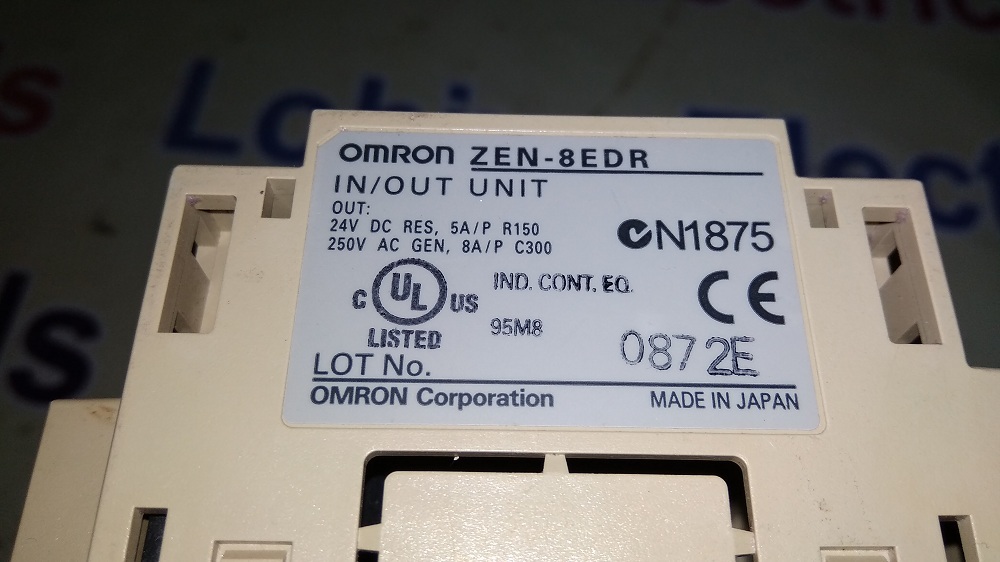 OMRON ZEN-8EDR
IN/OUT UNIT
OUT:
24V DC RES, 5A/P R150
250V AC GEN, 8A/P C300
N1875
C UL US
LISTED
IND. CONT. EQ.
95M8
CE
0872E
LOT No.
OMRON Corporation
MADE IN JAPAN